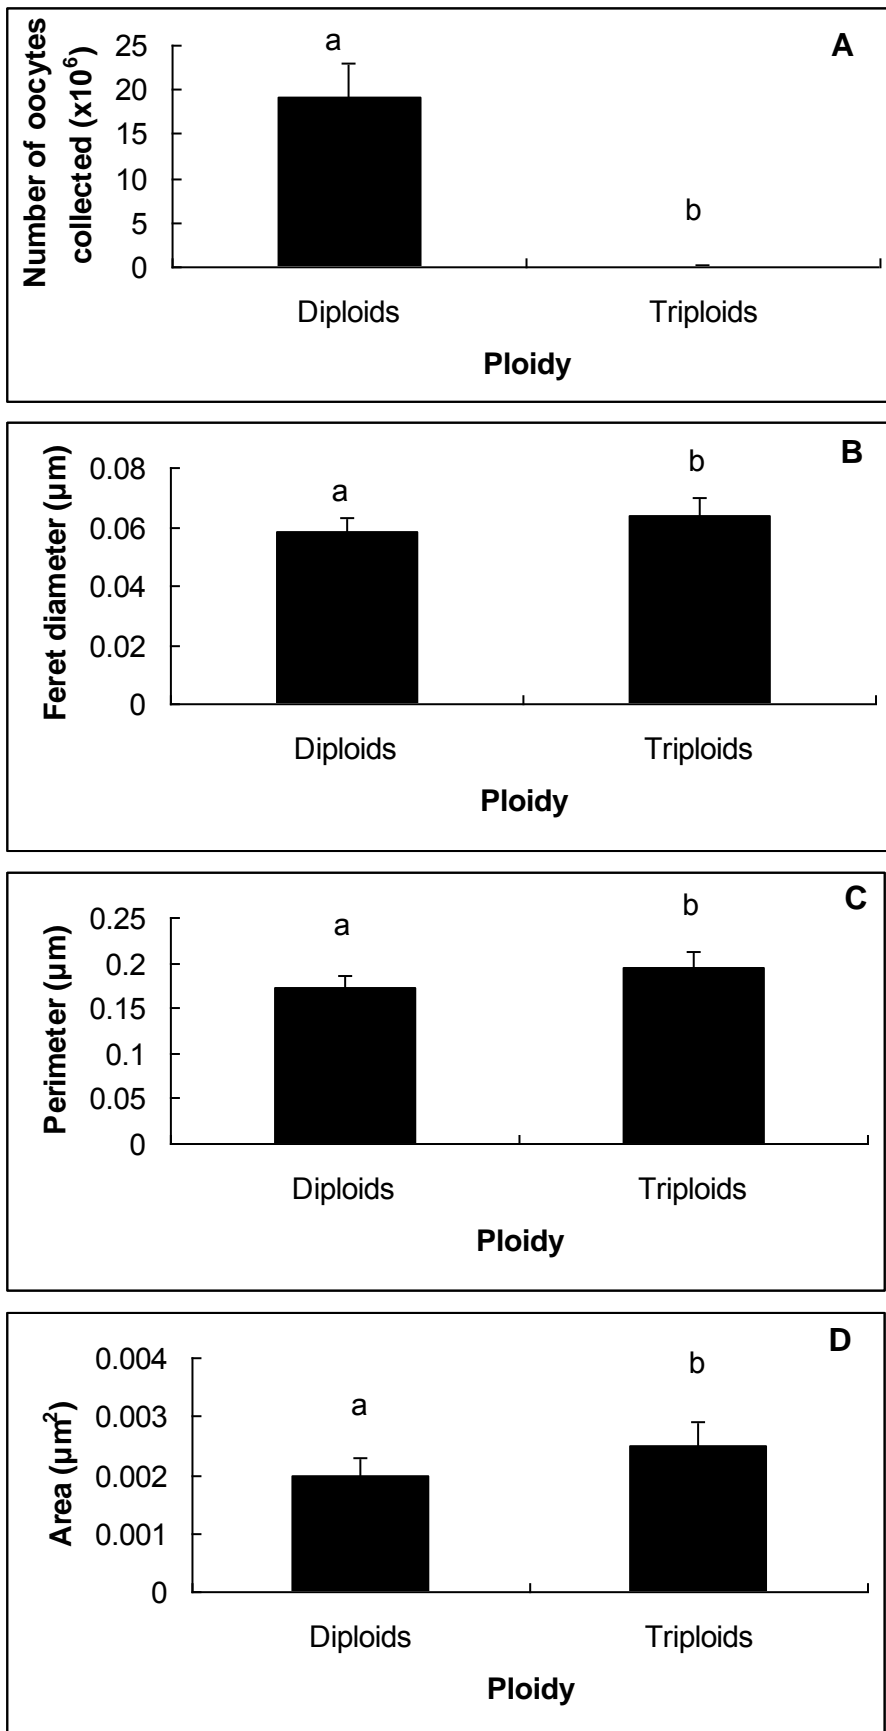 A
Number of oocytes
collected (x10⁶)
25
20
15
10
5
0
a
b
Diploids Triploids
Ploidy
B
Feret diameter (µm)
0.08
0.06
0.04
0.02
0
a
b
Diploids Triploids
Ploidy
C
Perimeter (µm)
0.25
0.2
0.15
0.1
0.05
0
a
b
Diploids Triploids
Ploidy
D
Area (µm²)
0.004
0.003
0.002
0.001
0
a
b
Diploids Triploids
Ploidy